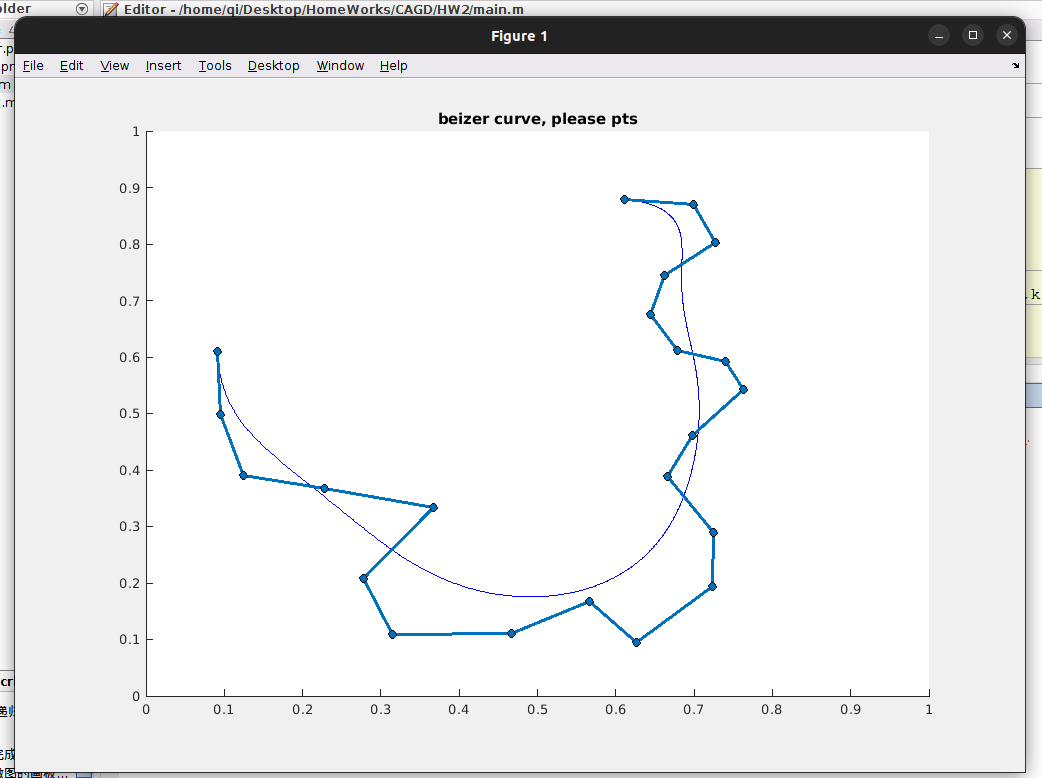 older
Editor - /home/qi/Desktop/HomeWorks/CAGD/HW2/main.m
Figure 1
File Edit View Insert Tools Desktop Window Help
beizer curve, please pts
1
0.9
0.8
0.7
0.6
0.5
0.4
0.3
0.2
0.1
0
0 0.1 0.2 0.3 0.4 0.5 0.6 0.7 0.8 0.9 1
k
完成